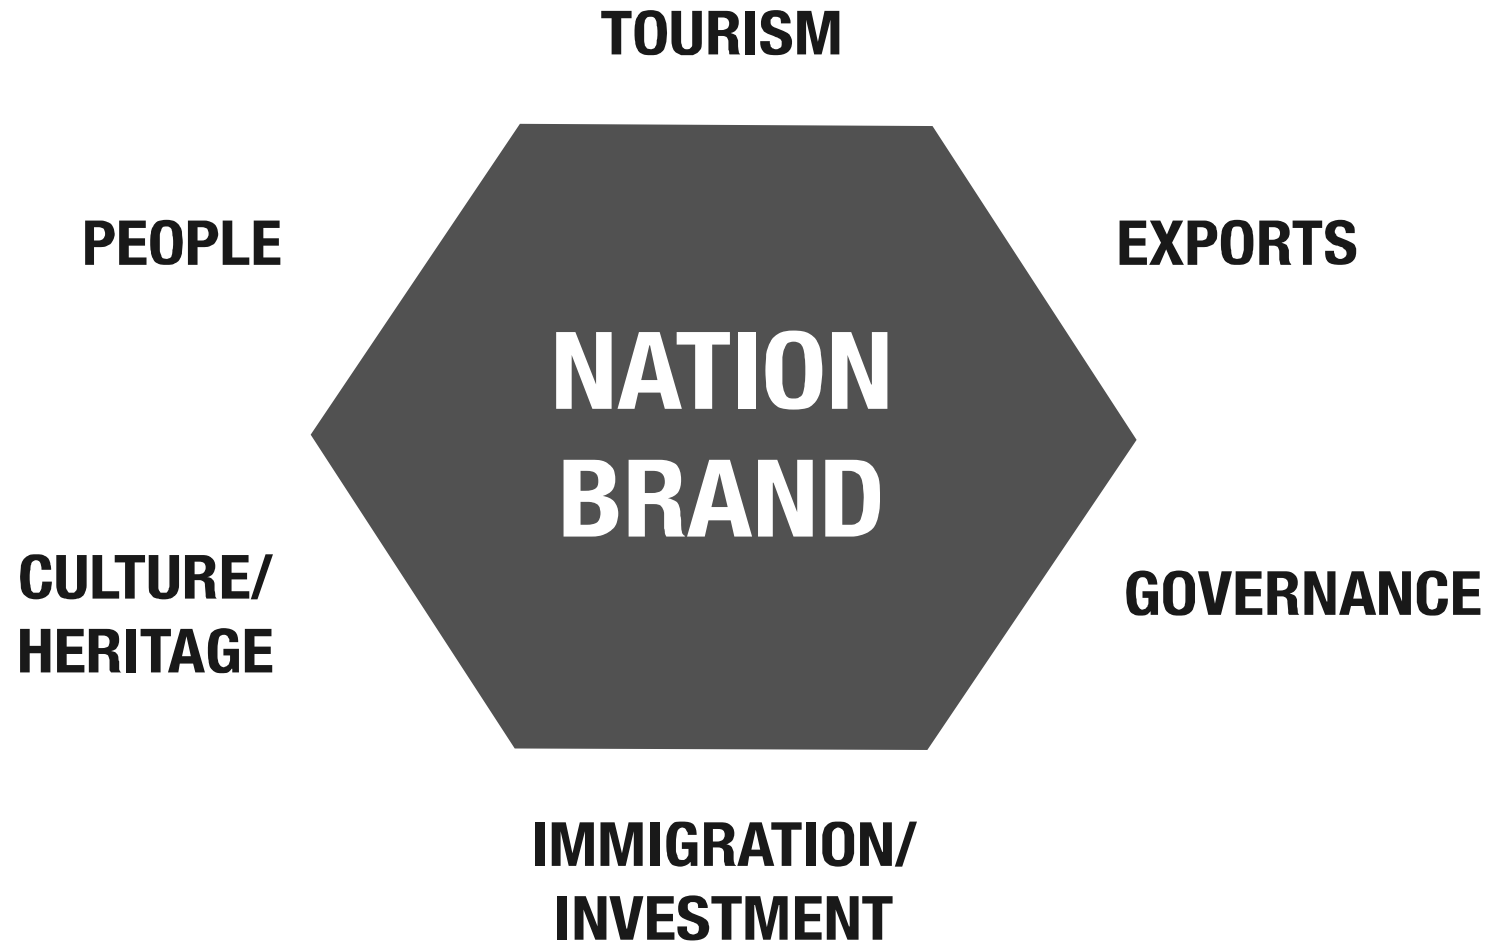 TOURISM
PEOPLE
EXPORTS
NATION
BRAND
CULTURE/
HERITAGE
GOVERNANCE
IMMIGRATION/
INVESTMENT